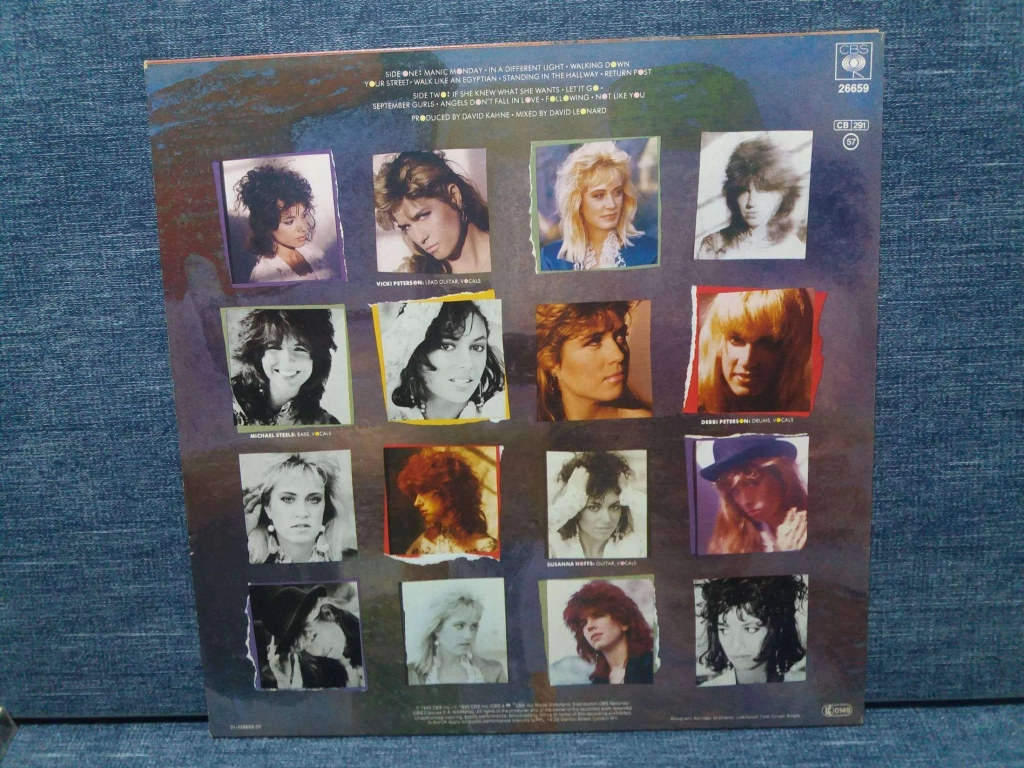 SIDE ONE: MANIC MONDAY • IN A DIFFERENT LIGHT • WALKING DOWN
YOUR STREET • WALK LIKE AN EGYPTIAN • STANDING IN THE HALLWAY • RETURN POST
SIDE TWO: IF SHE KNEW WHAT SHE WANTS • LET IT GO •
SEPTEMBER GURLS • ANGELS DON'T FALL IN LOVE • FOLLOWING • NOT LIKE YOU
PRODUCED BY DAVID KAHNE • MIXED BY DAVID LEONARD
CBS
26659
CB 291
57
VICKI PETERSON: LEAD GUITAR, VOCALS
MICHAEL STEELE: BASS, VOCALS
DEBBI PETERSON: DRUMS, VOCALS
SUSANNA HOFFS: GUITAR, VOCALS